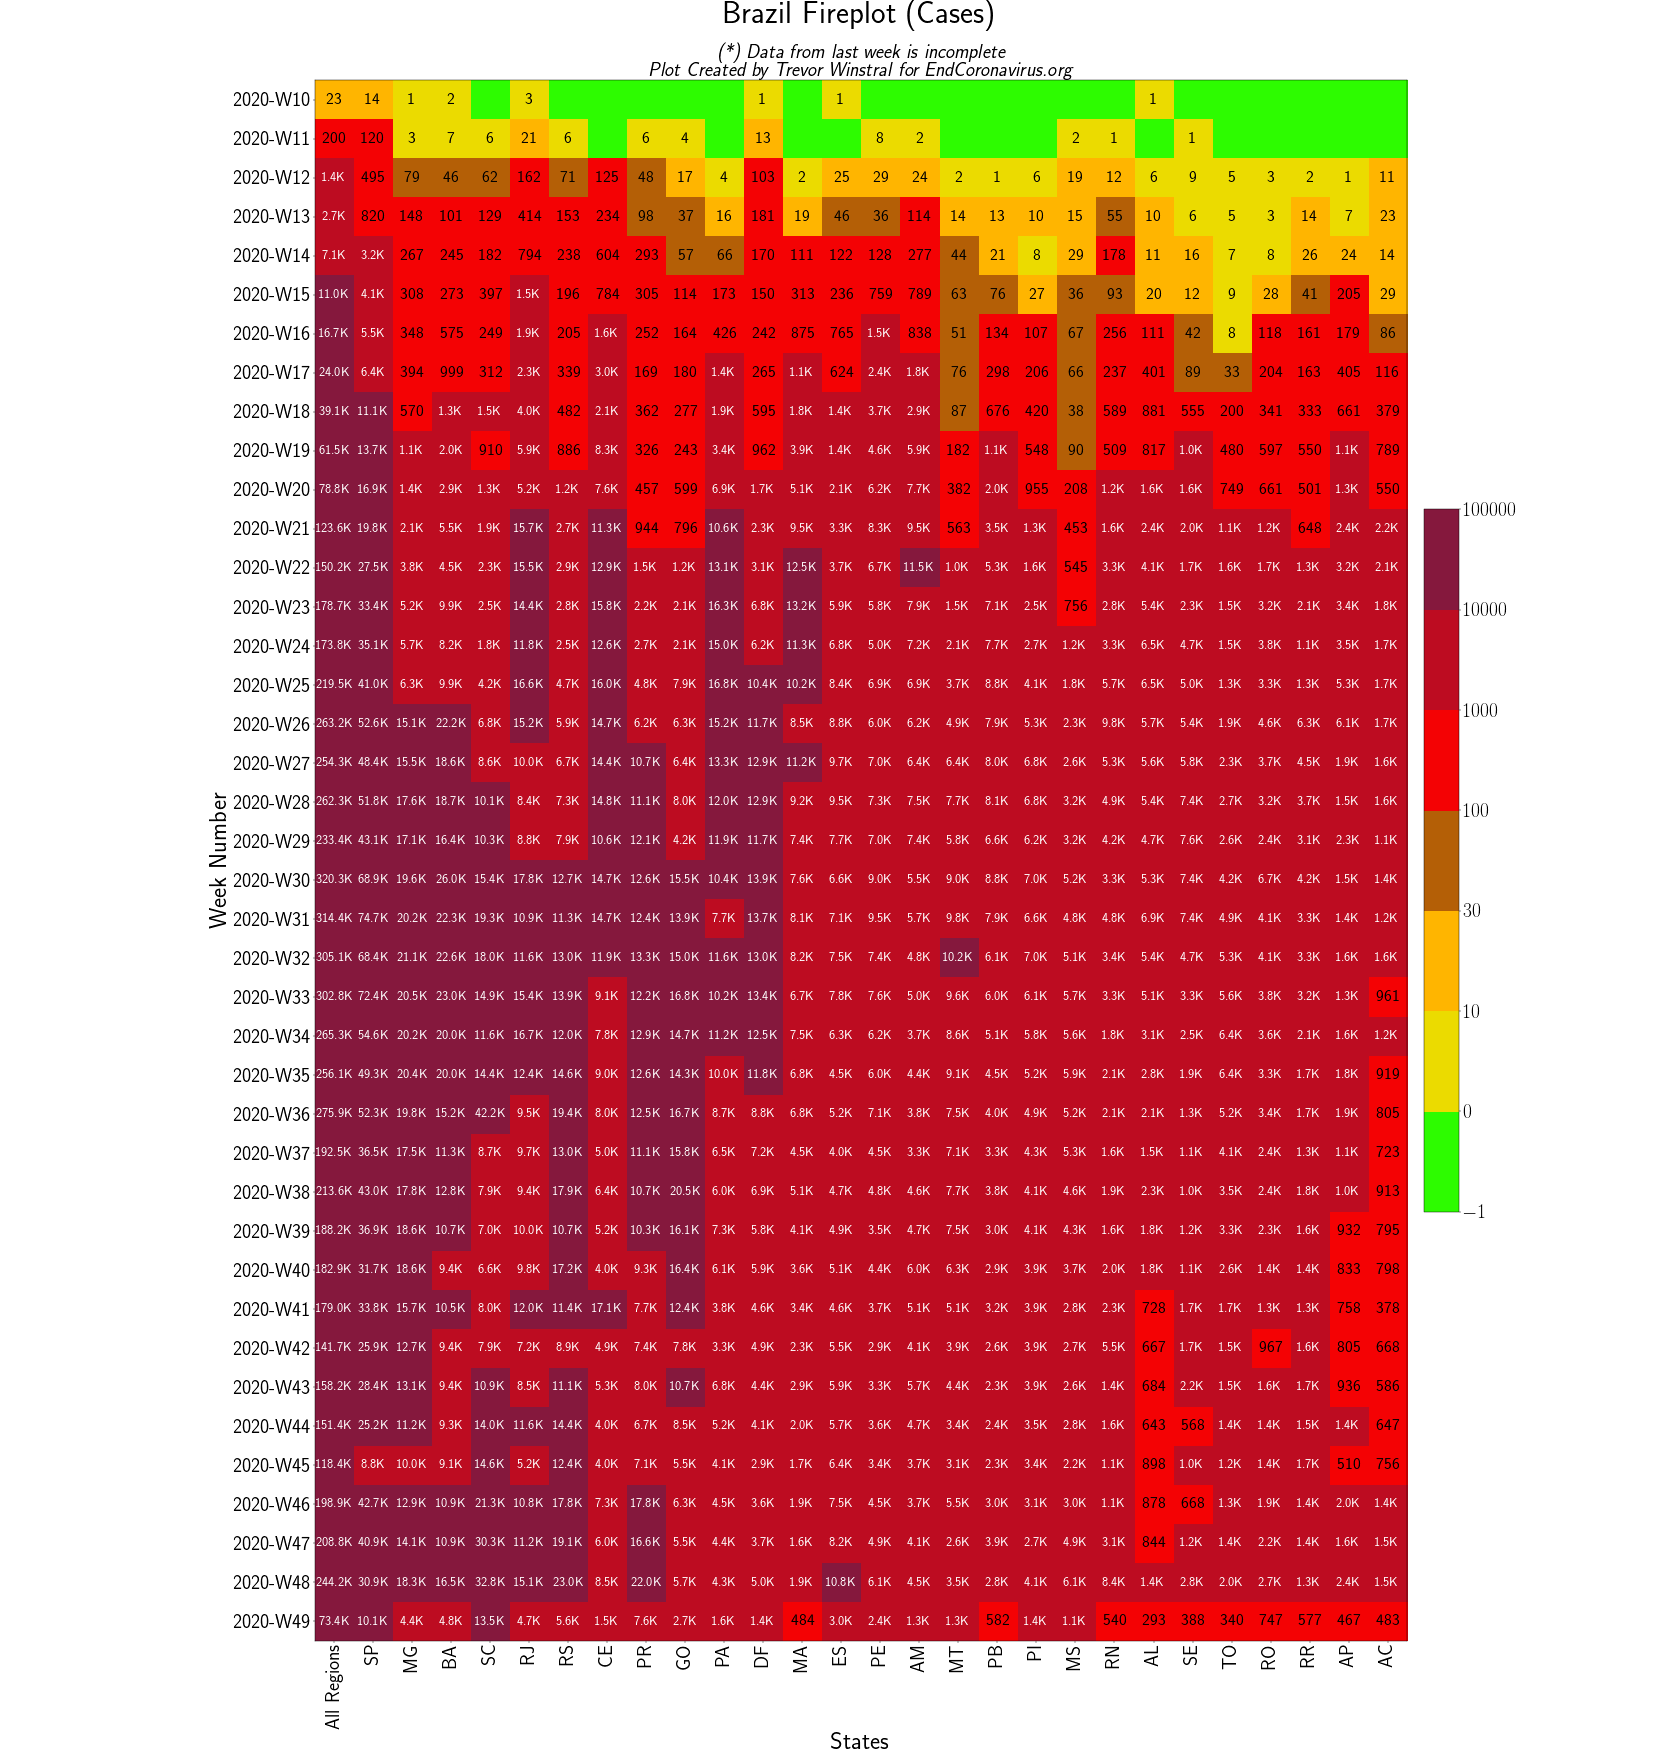 Brazil Fireplot (Cases)
(*) Data from last week is incomplete
Plot Created by Trevor Winstral for EndCoronavirus.org
2020-W10 23 14 1 2 3 1 1 1
2020-W11 200 120 3 7 6 21 6 6 4 13 8 2 2 1 1
2020-W12 1.4K 495 79 46 62 162 71 125 48 17 4 103 2 25 29 24 2 1 6 19 12 6 9 5 3 2 1 11
2020-W13 2.7K 820 148 101 129 414 153 234 98 37 16 181 19 46 36 114 14 13 10 15 55 10 6 5 3 14 7 23
2020-W14 7.1K 3.2K 267 245 182 794 238 604 293 57 66 170 111 122 128 277 44 21 8 29 178 11 16 7 8 26 24 14
2020-W15 11.0K 4.1K 308 273 397 1.5K 196 784 305 114 173 150 313 236 759 789 63 76 27 36 93 20 12 9 28 41 205 29
2020-W16 16.7K 5.5K 348 575 249 1.9K 205 1.6K 252 164 426 242 875 765 1.5K 838 51 134 107 67 256 111 42 8 118 161 179 86
2020-W17 24.0K 6.4K 394 999 312 2.3K 339 3.0K 169 180 1.4K 265 1.1K 624 2.4K 1.8K 76 298 206 66 237 401 89 33 204 163 405 116
2020-W18 39.1K 11.1K 570 1.3K 1.5K 4.0K 482 2.1K 362 277 1.9K 595 1.8K 1.4K 3.7K 2.9K 87 676 420 38 589 881 555 200 341 333 661 379
2020-W19 61.5K 13.7K 1.1K 2.0K 910 5.9K 886 8.3K 326 243 3.4K 962 3.9K 1.4K 4.6K 5.9K 182 1.1K 548 90 509 817 1.0K 480 597 550 1.1K 789
2020-W20 78.8K 16.9K 1.4K 2.9K 1.3K 5.2K 1.2K 7.6K 457 599 6.9K 1.7K 5.1K 2.1K 6.2K 7.7K 382 2.0K 955 208 1.2K 1.6K 1.6K 749 661 501 1.3K 550
2020-W21 123.6K 19.8K 2.1K 5.5K 1.9K 15.7K 2.7K 11.3K 944 796 10.6K 2.3K 9.5K 3.3K 8.3K 9.5K 563 3.5K 1.3K 453 1.6K 2.4K 2.0K 1.1K 1.2K 648 2.4K 2.2K
2020-W22 150.2K 27.5K 3.8K 4.5K 2.3K 15.5K 2.9K 12.9K 1.5K 1.2K 13.1K 3.1K 12.5K 3.7K 6.7K 11.5K 1.0K 5.3K 1.6K 545 3.3K 4.1K 1.7K 1.6K 1.7K 1.3K 3.2K 2.1K
2020-W23 178.7K 33.4K 5.2K 9.9K 2.5K 14.4K 2.8K 15.8K 2.2K 2.1K 16.3K 6.8K 13.2K 5.9K 5.8K 7.9K 1.5K 7.1K 2.5K 756 2.8K 5.4K 2.3K 1.5K 3.2K 2.1K 3.4K 1.8K
2020-W24 173.8K 35.1K 5.7K 8.2K 1.8K 11.8K 2.5K 12.6K 2.7K 2.1K 15.0K 6.2K 11.3K 6.8K 5.0K 7.2K 2.1K 7.7K 2.7K 1.2K 3.3K 6.5K 4.7K 1.5K 3.8K 1.1K 3.5K 1.7K
2020-W25 219.5K 41.0K 6.3K 9.9K 4.2K 16.6K 4.7K 16.0K 4.8K 7.9K 16.8K 10.4K 10.2K 8.4K 6.9K 6.9K 3.7K 8.8K 4.1K 1.8K 5.7K 6.5K 5.0K 1.3K 3.3K 1.3K 5.3K 1.7K
2020-W26 263.2K 52.6K 15.1K 22.2K 6.8K 15.2K 5.9K 14.7K 6.2K 6.3K 15.2K 11.7K 8.5K 8.8K 6.0K 6.2K 4.9K 7.9K 5.3K 2.3K 9.8K 5.7K 5.4K 1.9K 4.6K 6.3K 6.1K 1.7K
2020-W27 254.3K 48.4K 15.5K 18.6K 8.6K 10.0K 6.7K 14.4K 10.7K 6.4K 13.3K 12.9K 11.2K 9.7K 7.0K 6.4K 6.4K 8.0K 6.8K 2.6K 5.3K 5.6K 5.8K 2.3K 3.7K 4.5K 1.9K 1.6K
2020-W28 262.3K 51.8K 17.6K 18.7K 10.1K 8.4K 7.3K 14.8K 11.1K 8.0K 12.0K 12.9K 9.2K 9.5K 7.3K 7.5K 7.7K 8.1K 6.8K 3.2K 4.9K 5.4K 7.4K 2.7K 3.2K 3.7K 1.5K 1.6K
2020-W29 233.4K 43.1K 17.1K 16.4K 10.3K 8.8K 7.9K 10.6K 12.1K 4.2K 11.9K 11.7K 7.4K 7.7K 7.0K 7.4K 5.8K 6.6K 6.2K 3.2K 4.2K 4.7K 7.6K 2.6K 2.4K 3.1K 2.3K 1.1K
2020-W30 320.3K 68.9K 19.6K 26.0K 15.4K 17.8K 12.7K 14.7K 12.6K 15.5K 10.4K 13.9K 7.6K 6.6K 9.0K 5.5K 9.0K 8.8K 7.0K 5.2K 3.3K 5.3K 7.4K 4.2K 6.7K 4.2K 1.5K 1.4K
2020-W31 314.4K 74.7K 20.2K 22.3K 19.3K 10.9K 11.3K 14.7K 12.4K 13.9K 7.7K 13.7K 8.1K 7.1K 9.5K 5.7K 9.8K 7.9K 6.6K 4.8K 4.8K 6.9K 7.4K 4.9K 4.1K 3.3K 1.4K 1.2K
2020-W32 305.1K 68.4K 21.1K 22.6K 18.0K 11.6K 13.0K 11.9K 13.3K 15.0K 11.6K 13.0K 8.2K 7.5K 7.4K 4.8K 10.2K 6.1K 7.0K 5.1K 3.4K 5.4K 4.7K 5.3K 4.1K 3.3K 1.6K 1.6K
2020-W33 302.8K 72.4K 20.5K 23.0K 14.9K 15.4K 13.9K 9.1K 12.2K 16.8K 10.2K 13.4K 6.7K 7.8K 7.6K 5.0K 9.6K 6.0K 6.1K 5.7K 3.3K 5.1K 3.3K 5.6K 3.8K 3.2K 1.3K 961
2020-W34 265.3K 54.6K 20.2K 20.0K 11.6K 16.7K 12.0K 7.8K 12.9K 14.7K 11.2K 12.5K 7.5K 6.3K 6.2K 3.7K 8.6K 5.1K 5.8K 5.6K 1.8K 3.1K 2.5K 6.4K 3.6K 2.1K 1.6K 1.2K
2020-W35 256.1K 49.3K 20.4K 20.0K 14.4K 12.4K 14.6K 9.0K 12.6K 14.3K 10.0K 11.8K 6.8K 4.5K 6.0K 4.4K 9.1K 4.5K 5.2K 5.9K 2.1K 2.8K 1.9K 6.4K 3.3K 1.7K 1.8K 919
2020-W36 275.9K 52.3K 19.8K 15.2K 42.2K 9.5K 19.4K 8.0K 12.5K 16.7K 8.7K 8.8K 6.8K 5.2K 7.1K 3.8K 7.5K 4.0K 4.9K 5.2K 2.1K 2.1K 1.3K 5.2K 3.4K 1.7K 1.9K 805
2020-W37 192.5K 36.5K 17.5K 11.3K 8.7K 9.7K 13.0K 5.0K 11.1K 15.8K 6.5K 7.2K 4.5K 4.0K 4.5K 3.3K 7.1K 3.3K 4.3K 5.3K 1.6K 1.5K 1.1K 4.1K 2.4K 1.3K 1.1K 723
2020-W38 213.6K 43.0K 17.8K 12.8K 7.9K 9.4K 17.9K 6.4K 10.7K 20.5K 6.0K 6.9K 5.1K 4.7K 4.8K 4.6K 7.7K 3.8K 4.1K 4.6K 1.9K 2.3K 1.0K 3.5K 2.4K 1.8K 1.0K 913
2020-W39 188.2K 36.9K 18.6K 10.7K 7.0K 10.0K 10.7K 5.2K 10.3K 16.1K 7.3K 5.8K 4.1K 4.9K 3.5K 4.7K 7.5K 3.0K 4.1K 4.3K 1.6K 1.8K 1.2K 3.3K 2.3K 1.6K 932 795
2020-W40 182.9K 31.7K 18.6K 9.4K 6.6K 9.8K 17.2K 4.0K 9.3K 16.4K 6.1K 5.9K 3.6K 5.1K 4.4K 6.0K 6.3K 2.9K 3.9K 3.7K 2.0K 1.8K 1.1K 2.6K 1.4K 1.4K 833 798
2020-W41 179.0K 33.8K 15.7K 10.5K 8.0K 12.0K 11.4K 17.1K 7.7K 12.4K 3.8K 4.6K 3.4K 4.6K 3.7K 5.1K 5.1K 3.2K 3.9K 2.8K 2.3K 728 1.7K 1.7K 1.3K 1.3K 758 378
2020-W42 141.7K 25.9K 12.7K 9.4K 7.9K 7.2K 8.9K 4.9K 7.4K 7.8K 3.3K 4.9K 2.3K 5.5K 2.9K 4.1K 3.9K 2.6K 3.9K 2.7K 5.5K 667 1.7K 1.5K 967 1.6K 805 668
2020-W43 158.2K 28.4K 13.1K 9.4K 10.9K 8.5K 11.1K 5.3K 8.0K 10.7K 6.8K 4.4K 2.9K 5.9K 3.3K 5.7K 4.4K 2.3K 3.9K 2.6K 1.4K 684 2.2K 1.5K 1.6K 1.7K 936 586
2020-W44 151.4K 25.2K 11.2K 9.3K 14.0K 11.6K 14.4K 4.0K 6.7K 8.5K 5.2K 4.1K 2.0K 5.7K 3.6K 4.7K 3.4K 2.4K 3.5K 2.8K 1.6K 643 568 1.4K 1.4K 1.5K 1.4K 647
2020-W45 118.4K 8.8K 10.0K 9.1K 14.6K 5.2K 12.4K 4.0K 7.1K 5.5K 4.1K 2.9K 1.7K 6.4K 3.4K 3.7K 3.1K 2.3K 3.4K 2.2K 1.1K 898 1.0K 1.2K 1.4K 1.7K 510 756
2020-W46 198.9K 42.7K 12.9K 10.9K 21.3K 10.8K 17.8K 7.3K 17.8K 6.3K 4.5K 3.6K 1.9K 7.5K 4.5K 3.7K 5.5K 3.0K 3.1K 3.0K 1.1K 878 668 1.3K 1.9K 1.4K 2.0K 1.4K
2020-W47 208.8K 40.9K 14.1K 10.9K 30.3K 11.2K 19.1K 6.0K 16.6K 5.5K 4.4K 3.7K 1.6K 8.2K 4.9K 4.1K 2.6K 3.9K 2.7K 4.9K 3.1K 844 1.2K 1.4K 2.2K 1.4K 1.6K 1.5K
2020-W48 244.2K 30.9K 18.3K 16.5K 32.8K 15.1K 23.0K 8.5K 22.0K 5.7K 4.3K 5.0K 1.9K 10.8K 6.1K 4.5K 3.5K 2.8K 4.1K 6.1K 8.4K 1.4K 2.8K 2.0K 2.7K 1.3K 2.4K 1.5K
2020-W49 73.4K 10.1K 4.4K 4.8K 13.5K 4.7K 5.6K 1.5K 7.6K 2.7K 1.6K 1.4K 484 3.0K 2.4K 1.3K 1.3K 582 1.4K 1.1K 540 293 388 340 747 577 467 483
All Regions SP MG BA SC RJ RS CE PR GO PA DF MA ES PE AM MT PB PI MS RN AL SE TO RO RR AP AC
States
Week Number
100000
10000
1000
100
30
10
0
−1